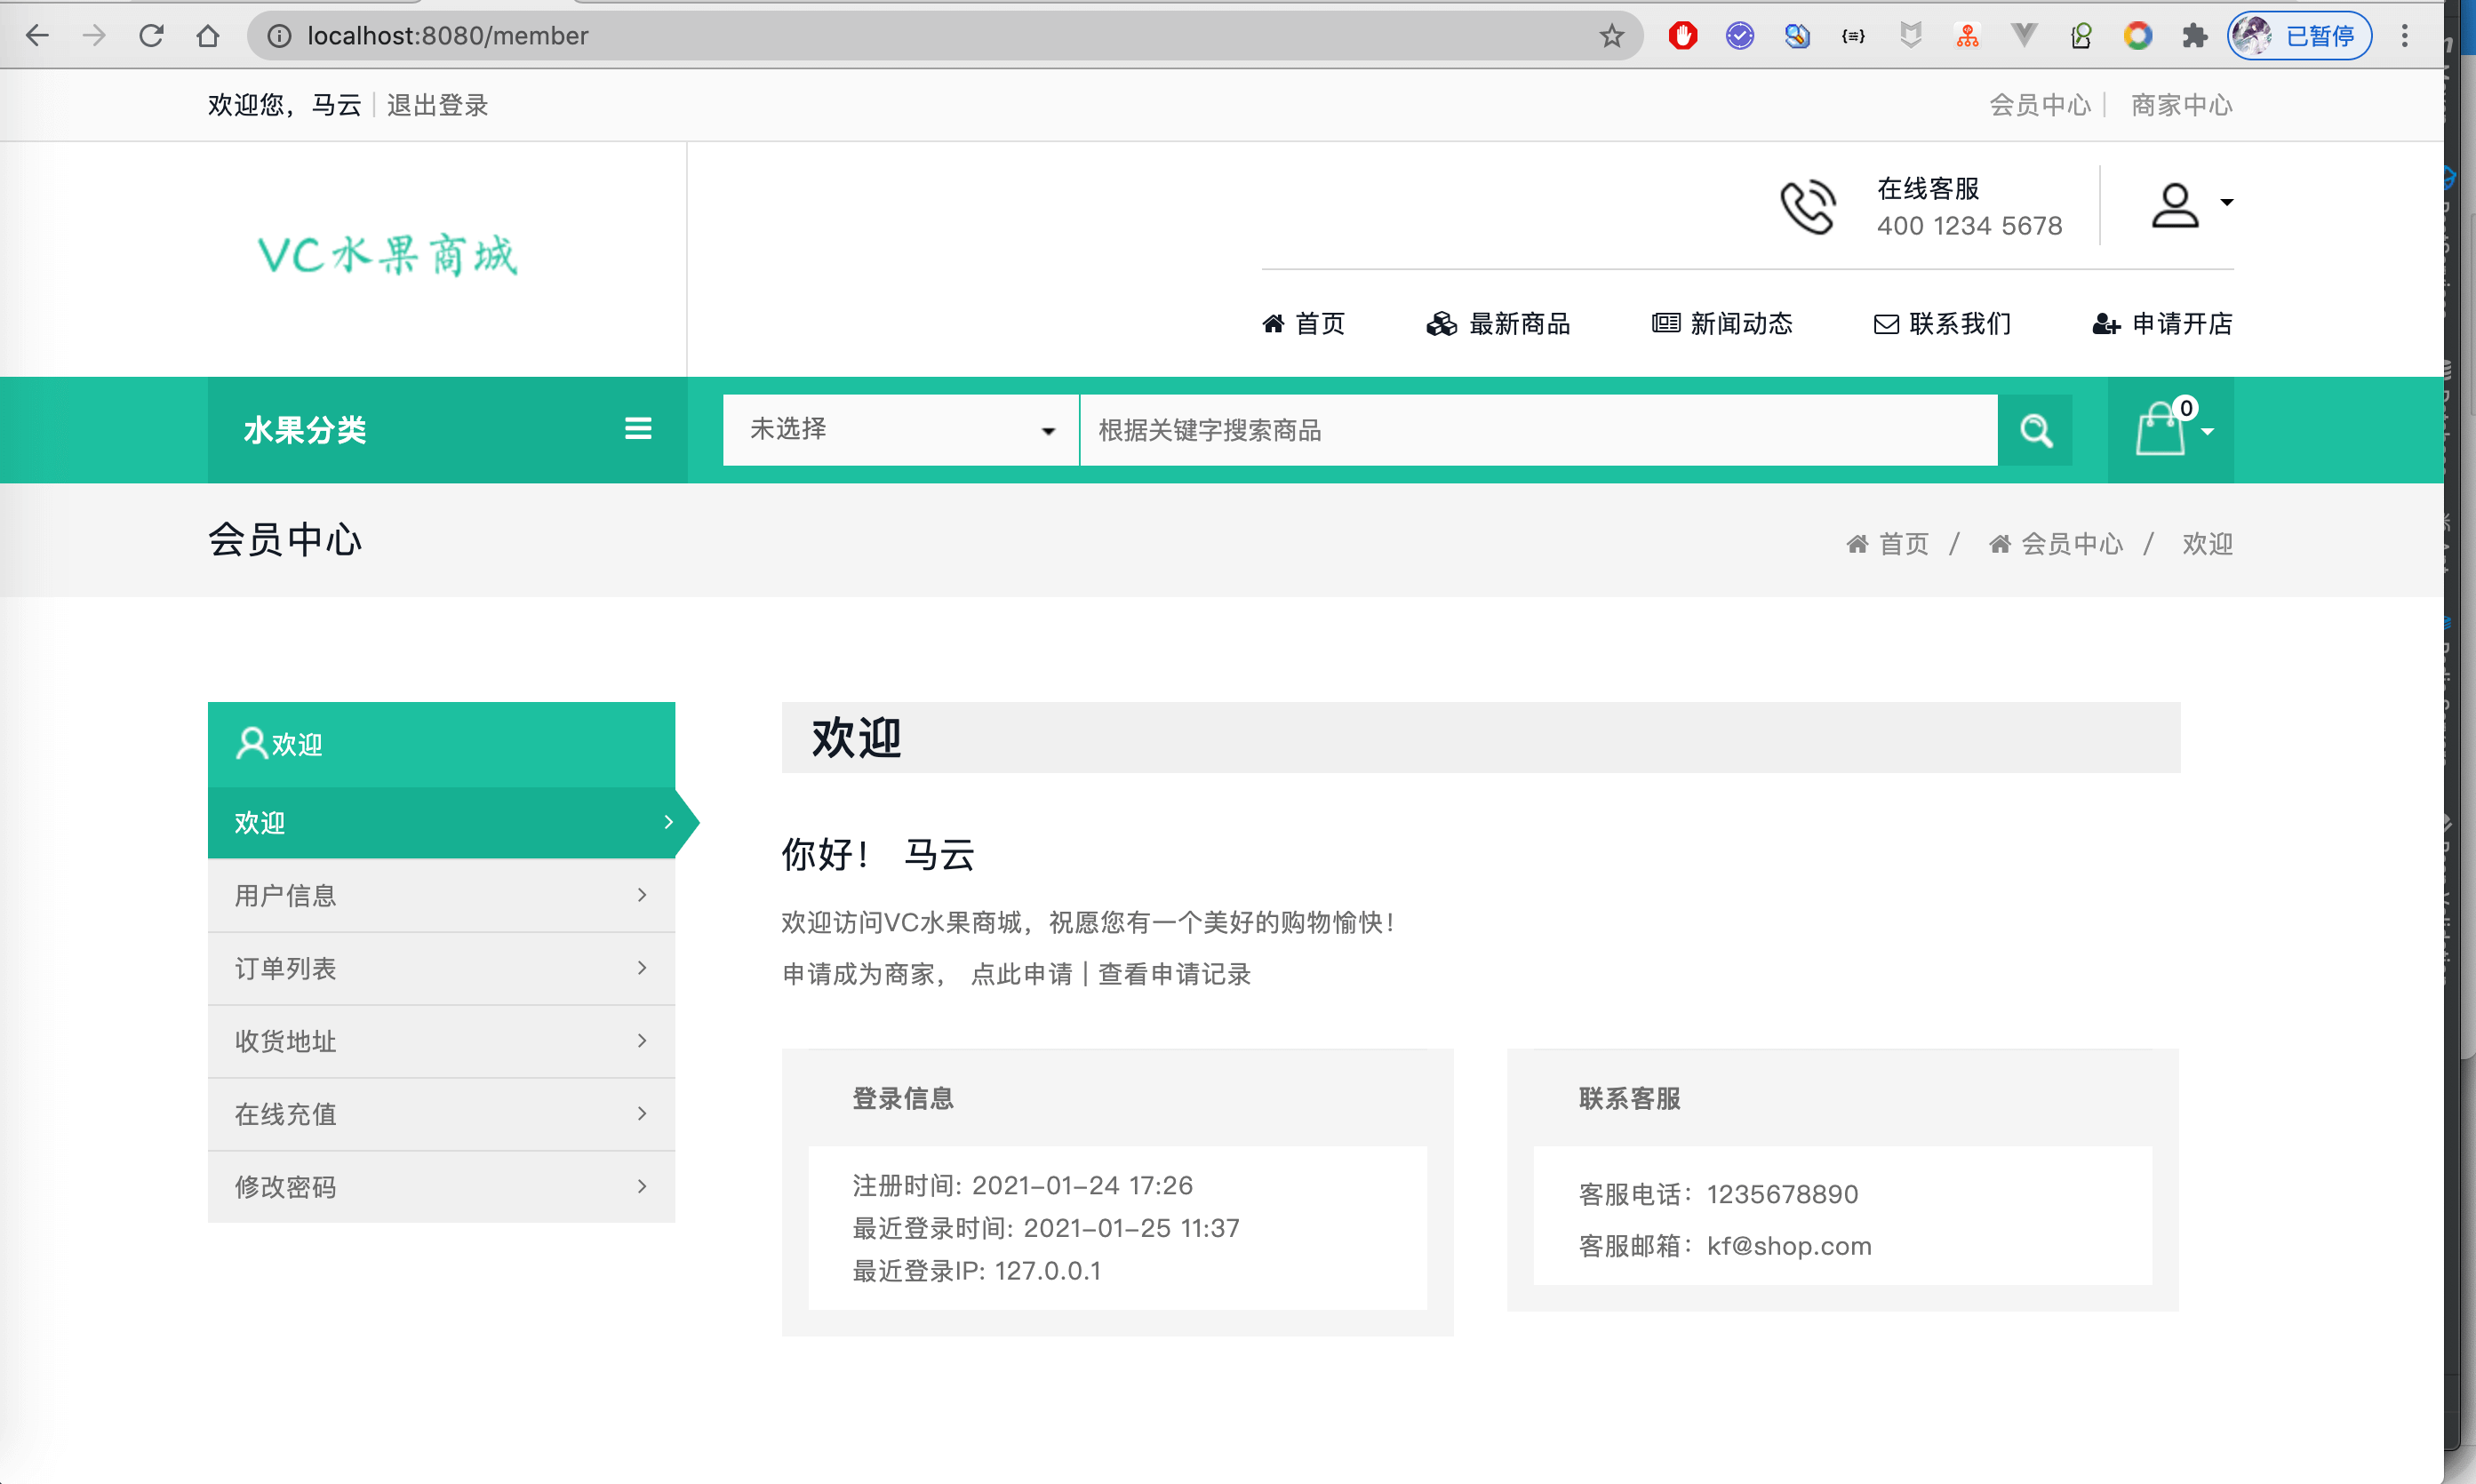 localhost:8080/member
已暂停
欢迎您，马云 | 退出登录
会员中心 | 商家中心
VC水果商城
在线客服
400 1234 5678
首页 最新商品 新闻动态 联系我们 申请开店
水果分类
未选择
根据关键字搜索商品
0
会员中心
首页 / 会员中心 / 欢迎
欢迎
欢迎
用户信息
订单列表
收货地址
在线充值
修改密码
欢迎
你好！ 马云
欢迎访问VC水果商城，祝愿您有一个美好的购物愉快！
申请成为商家， 点此申请 | 查看申请记录
登录信息
注册时间: 2021-01-24 17:26
最近登录时间: 2021-01-25 11:37
最近登录IP: 127.0.0.1
联系客服
客服电话：1235678890
客服邮箱：kf@shop.com